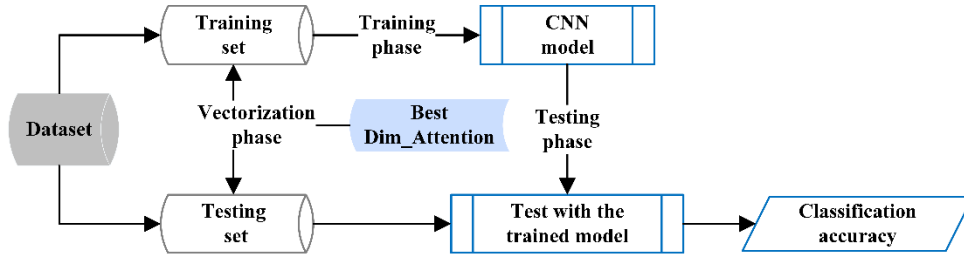 Training
set
Training
phase
CNN
model
Dataset
Vectorization
phase
Best
Dim_Attention
Testing
phase
Testing
set
Test with the
trained model
Classification
accuracy